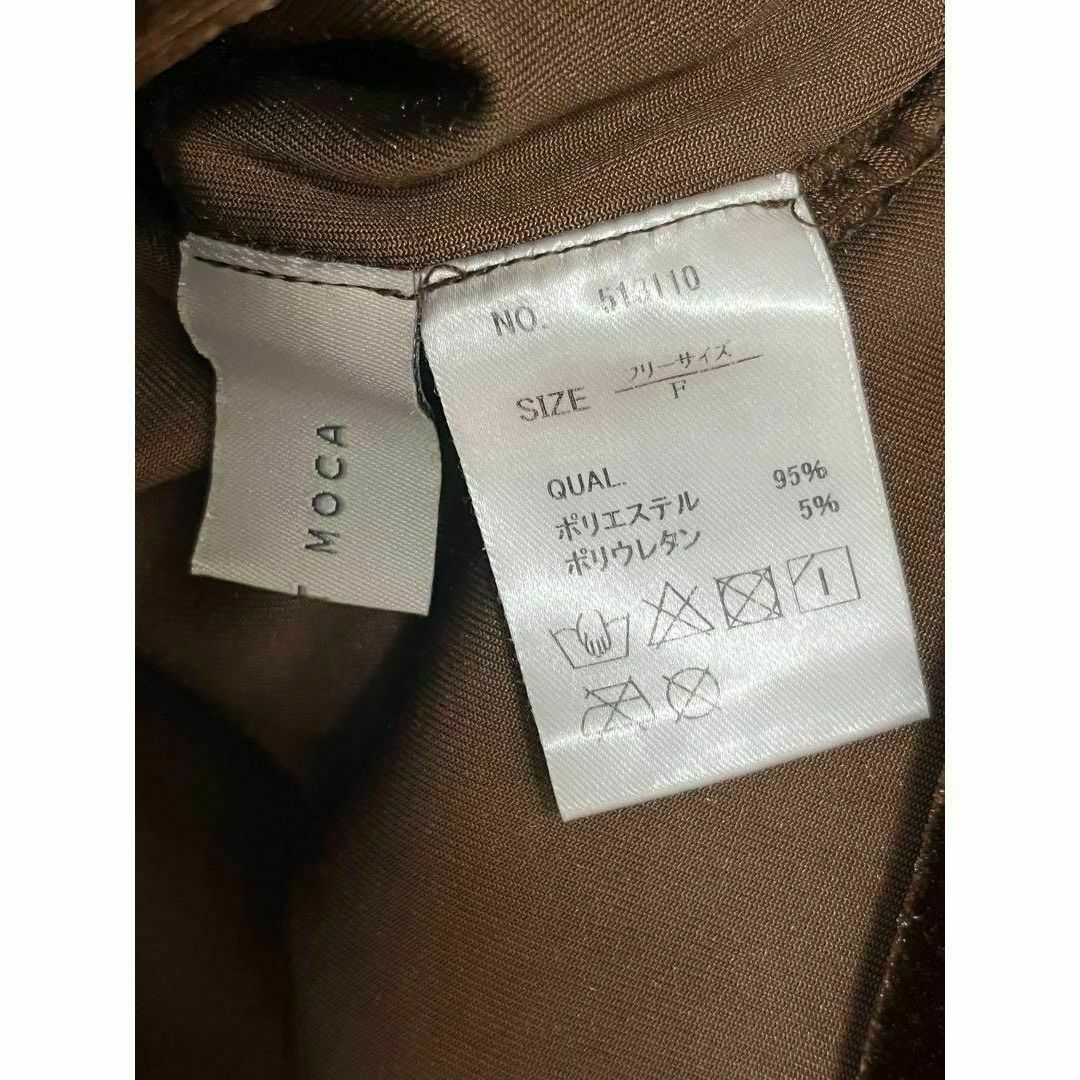 MOCA
NO. 513110
フリーサイズ
SIZE F
QUAL.
ポリエステル 95%
ポリウレタン 5%